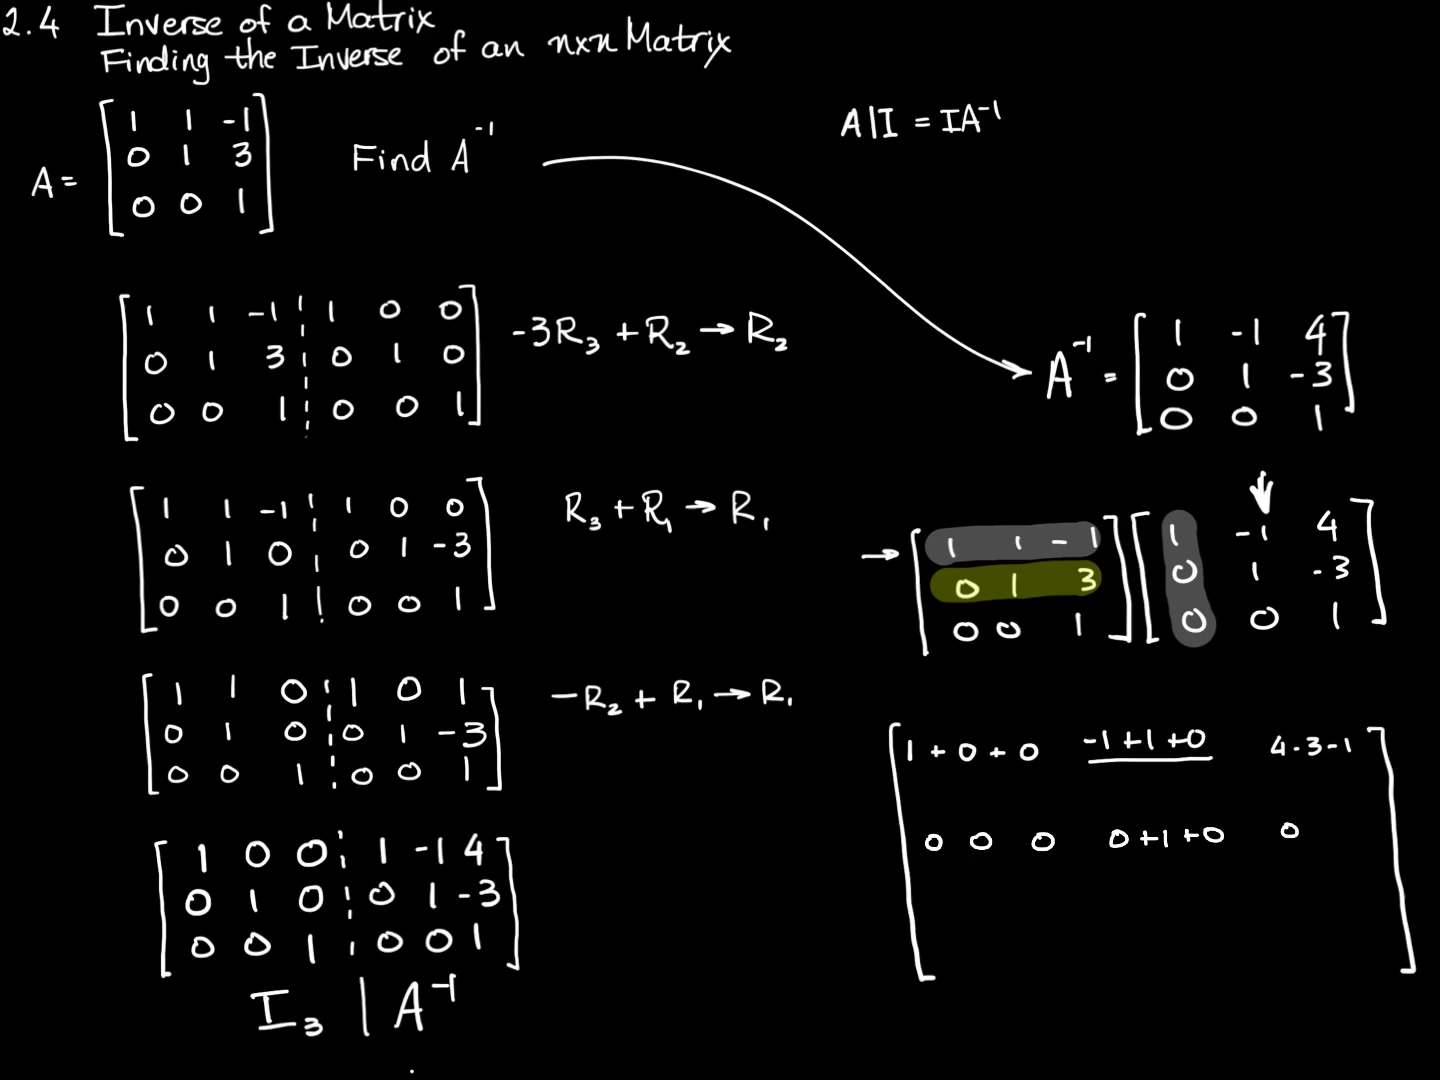 2.4 Inverse of a Matrix
Finding the Inverse of an nxn Matrix
A = [ 1 1 -1
0 1 3
0 0 1 ]
Find A⁻¹
A|I = IA⁻¹
[ 1 1 -1 ¦ 1 0 0
0 1 3 ¦ 0 1 0
0 0 1 ¦ 0 0 1 ]
-3R₃ + R₂ → R₂
A⁻¹ = [ 1 -1 4
0 1 -3
0 0 1 ]
[ 1 1 -1 ¦ 1 0 0
0 1 0 ¦ 0 1 -3
0 0 1 ¦ 0 0 1 ]
R₃ + R₁ → R₁
[ 1 1 0 ¦ 1 0 1
0 1 0 ¦ 0 1 -3
0 0 1 ¦ 0 0 1 ]
-R₂ + R₁ → R₁
[ 1 0 0 ¦ 1 -1 4
0 1 0 ¦ 0 1 -3
0 0 1 ¦ 0 0 1 ]
I₃ | A⁻¹
→ [ 1 1 -1 ] [ 1 -1 4
0 1 3 0 1 -3
0 0 1 ] 0 0 1 ]
[ 1+0+0 -1+1+0 4-3-1
0 0 0 0+1+0 0 ]